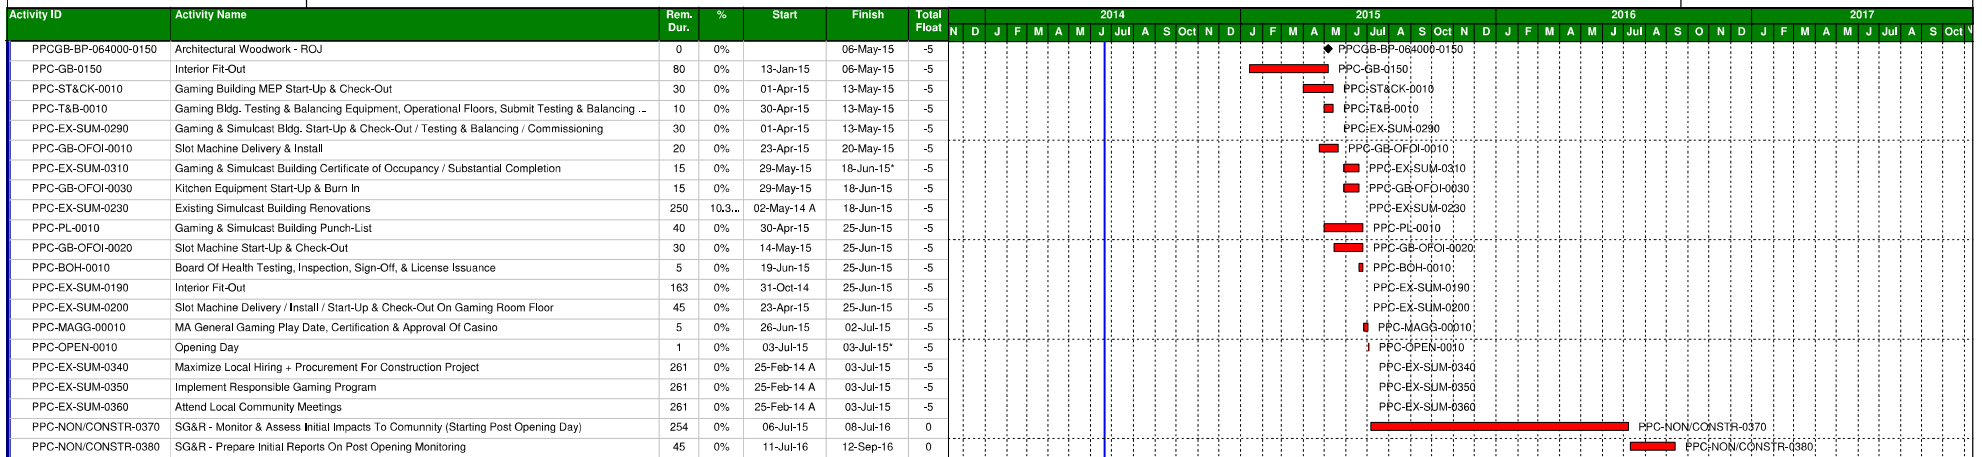 Activity ID Activity Name Rem. Dur. % Start Finish Total Float 2014 2015 2016 2017
N D J F M A M J Jul A S Oct N D J F M A M J Jul A S Oct N D J F M A M J Jul A S O N D J F M A M J Jul A S Oct N
PPCGB-BP-064000-0150 Architectural Woodwork - ROJ 0 0% 06-May-15 -5 PPCGB-BP-064000-0150
PPC-GB-0150 Interior Fit-Out 80 0% 13-Jan-15 06-May-15 -5 PPC-GB-0150
PPC-ST&CK-0010 Gaming Building MEP Start-Up & Check-Out 30 0% 01-Apr-15 13-May-15 -5 PPC-ST&CK-0010
PPC-T&B-0010 Gaming Bldg. Testing & Balancing Equipment, Operational Floors, Submit Testing & Balancing ... 10 0% 30-Apr-15 13-May-15 -5 PPC-T&B-0010
PPC-EX-SUM-0290 Gaming & Simulcast Bldg. Start-Up & Check-Out / Testing & Balancing / Commissioning 30 0% 01-Apr-15 13-May-15 -5 PPC-EX-SUM-0290
PPC-GB-OFOI-0010 Slot Machine Delivery & Install 20 0% 23-Apr-15 20-May-15 -5 PPC-GB-OFOI-0010
PPC-EX-SUM-0310 Gaming & Simulcast Building Certificate of Occupancy / Substantial Completion 15 0% 29-May-15 18-Jun-15* -5 PPC-EX-SUM-0310
PPC-GB-OFOI-0030 Kitchen Equipment Start-Up & Burn In 15 0% 29-May-15 18-Jun-15 -5 PPC-GB-OFOI-0030
PPC-EX-SUM-0230 Existing Simulcast Building Renovations 250 10.3... 02-May-14 A 18-Jun-15 -5 PPC-EX-SUM-0230
PPC-PL-0010 Gaming & Simulcast Building Punch-List 40 0% 30-Apr-15 25-Jun-15 -5 PPC-PL-0010
PPC-GB-OFOI-0020 Slot Machine Start-Up & Check-Out 30 0% 14-May-15 25-Jun-15 -5 PPC-GB-OFOI-0020
PPC-BOH-0010 Board Of Health Testing, Inspection, Sign-Off, & License Issuance 5 0% 19-Jun-15 25-Jun-15 -5 PPC-BOH-0010
PPC-EX-SUM-0190 Interior Fit-Out 163 0% 31-Oct-14 25-Jun-15 -5 PPC-EX-SUM-0190
PPC-EX-SUM-0200 Slot Machine Delivery / Install / Start-Up & Check-Out On Gaming Room Floor 45 0% 23-Apr-15 25-Jun-15 -5 PPC-EX-SUM-0200
PPC-MAGG-00010 MA General Gaming Play Date, Certification & Approval Of Casino 5 0% 26-Jun-15 02-Jul-15 -5 PPC-MAGG-00010
PPC-OPEN-0010 Opening Day 1 0% 03-Jul-15 03-Jul-15* -5 PPC-OPEN-0010
PPC-EX-SUM-0340 Maximize Local Hiring + Procurement For Construction Project 261 0% 25-Feb-14 A 03-Jul-15 -5 PPC-EX-SUM-0340
PPC-EX-SUM-0350 Implement Responsible Gaming Program 261 0% 25-Feb-14 A 03-Jul-15 -5 PPC-EX-SUM-0350
PPC-EX-SUM-0360 Attend Local Community Meetings 261 0% 25-Feb-14 A 03-Jul-15 -5 PPC-EX-SUM-0360
PPC-NON/CONSTR-0370 SG&R - Monitor & Assess Initial Impacts To Comunnity (Starting Post Opening Day) 254 0% 06-Jul-15 08-Jul-16 0 PPC-NON/CONSTR-0370
PPC-NON/CONSTR-0380 SG&R - Prepare Initial Reports On Post Opening Monitoring 45 0% 11-Jul-16 12-Sep-16 0 PPC-NON/CONSTR-0380